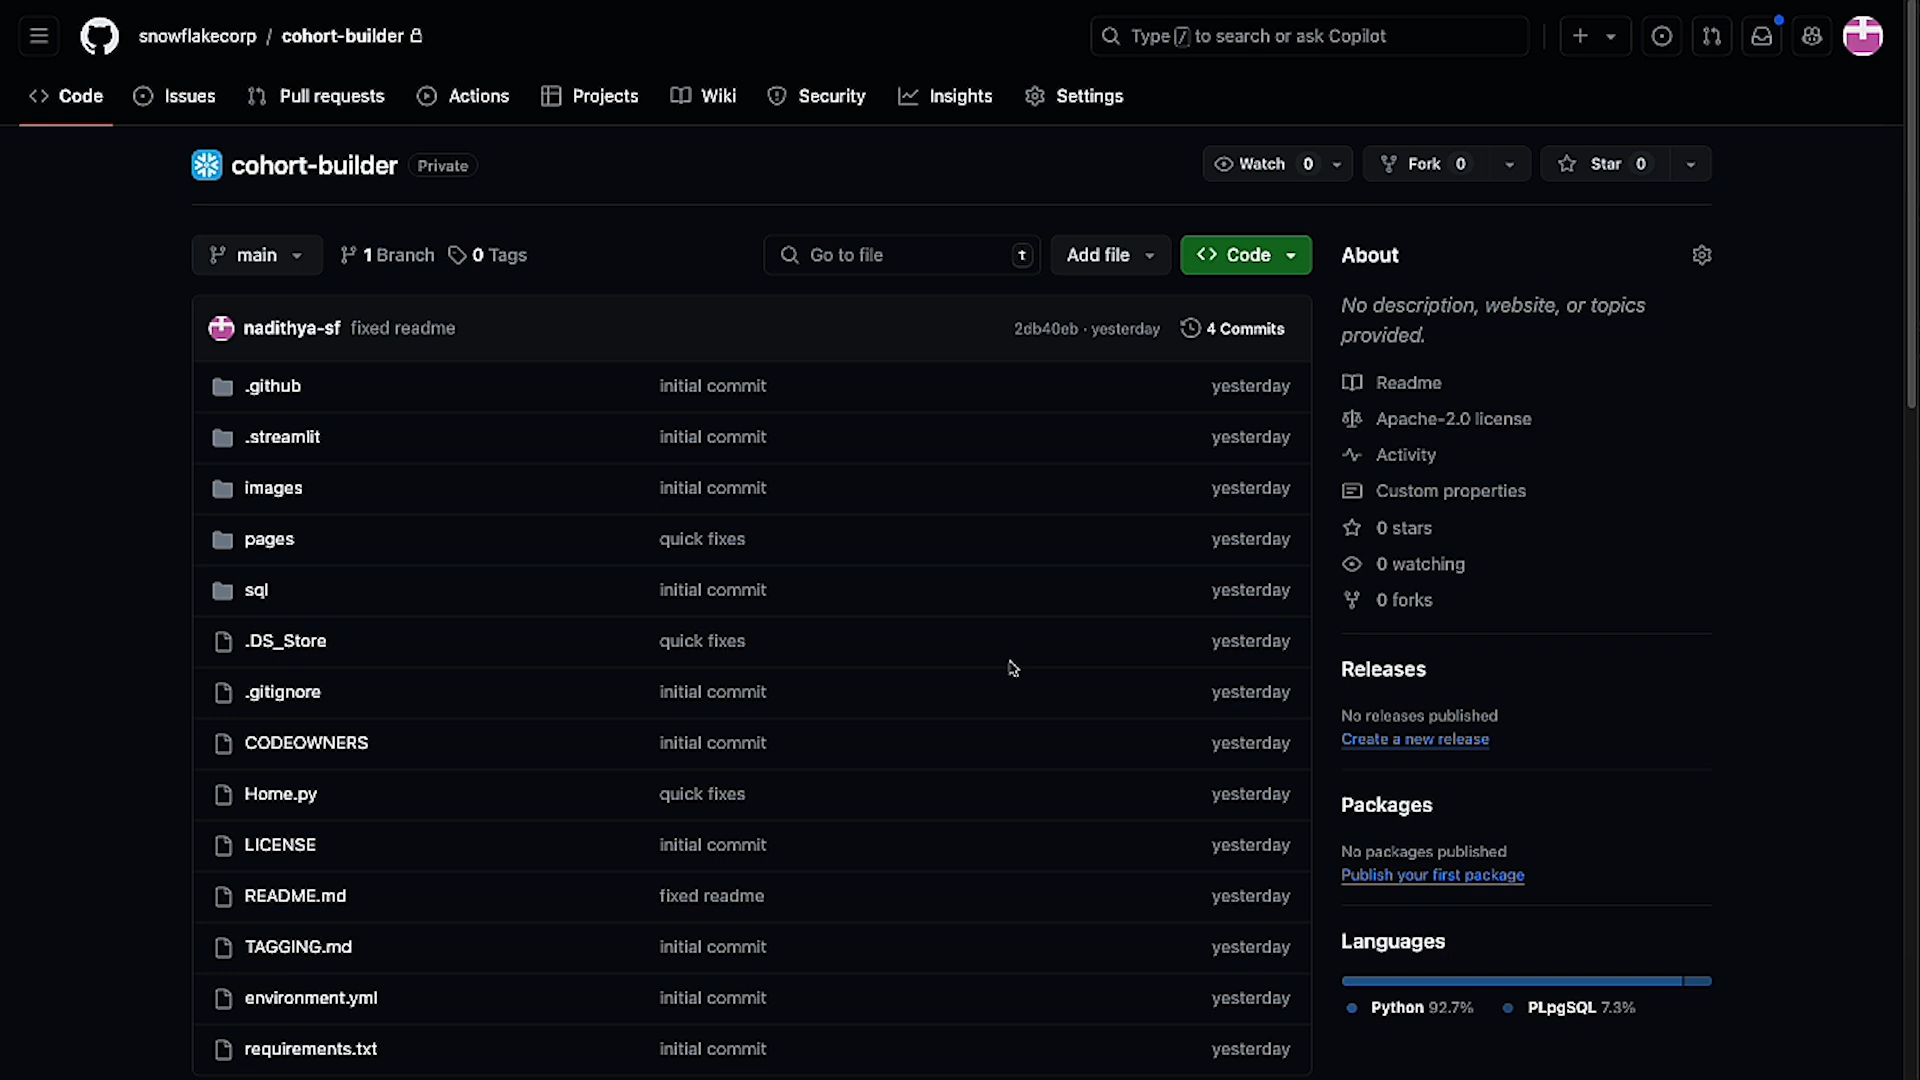 snowflakecorp / cohort-builder
Type / to search or ask Copilot
Code
Issues
Pull requests
Actions
Projects
Wiki
Security
Insights
Settings
cohort-builder Private
Watch 0
Fork 0
Star 0
main
1 Branch
0 Tags
Go to file t
Add file
Code
nadithya-sf fixed readme 2db40eb · yesterday 4 Commits
.github initial commit yesterday
.streamlit initial commit yesterday
images initial commit yesterday
pages quick fixes yesterday
sql initial commit yesterday
.DS_Store quick fixes yesterday
.gitignore initial commit yesterday
CODEOWNERS initial commit yesterday
Home.py quick fixes yesterday
LICENSE initial commit yesterday
README.md fixed readme yesterday
TAGGING.md initial commit yesterday
environment.yml initial commit yesterday
requirements.txt initial commit yesterday
About
No description, website, or topics
provided.
Readme
Apache-2.0 license
Activity
Custom properties
0 stars
0 watching
0 forks
Releases
No releases published
Create a new release
Packages
No packages published
Publish your first package
Languages
Python 92.7% PLpgSQL 7.3%